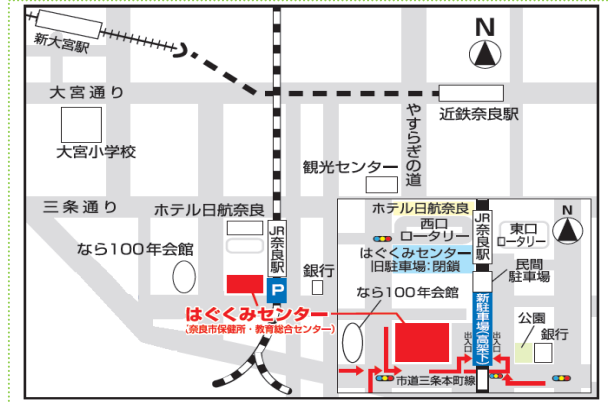 新大宮駅
N
大宮通り
近鉄奈良駅
大宮小学校
やすらぎの道
観光センター
三条通り
ホテル日航奈良
JR奈良駅
なら100年会館
銀行
P
はぐくみセンター
(奈良市保健所・教育総合センター)
ホテル日航奈良
N
西口
ロータリー
JR奈良駅
東口
ロータリー
はぐくみセンター
旧駐車場:閉鎖
民間
駐車場
なら100年会館
新駐車場(高架下)
出入口
出入口
公園
銀行
市道三条本町線